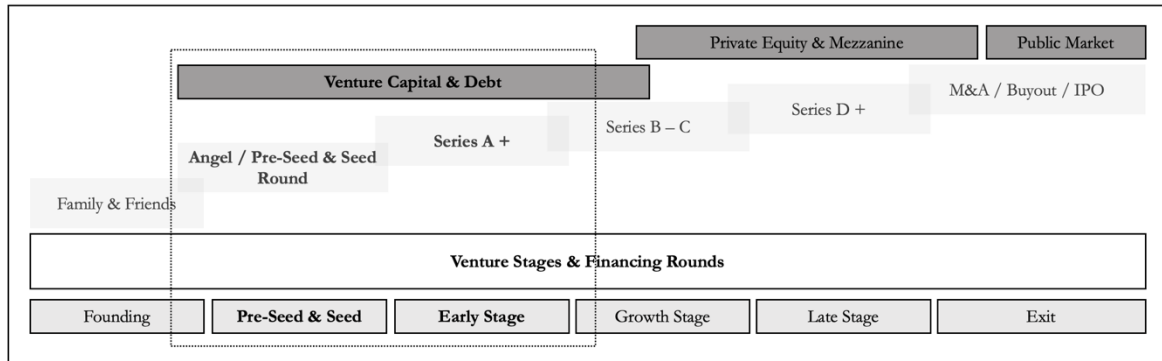 Private Equity & Mezzanine
Public Market
Venture Capital & Debt
M&A / Buyout / IPO
Series D +
Series B – C
Series A +
Angel / Pre-Seed & Seed
Round
Family & Friends
Venture Stages & Financing Rounds
Founding
Pre-Seed & Seed
Early Stage
Growth Stage
Late Stage
Exit